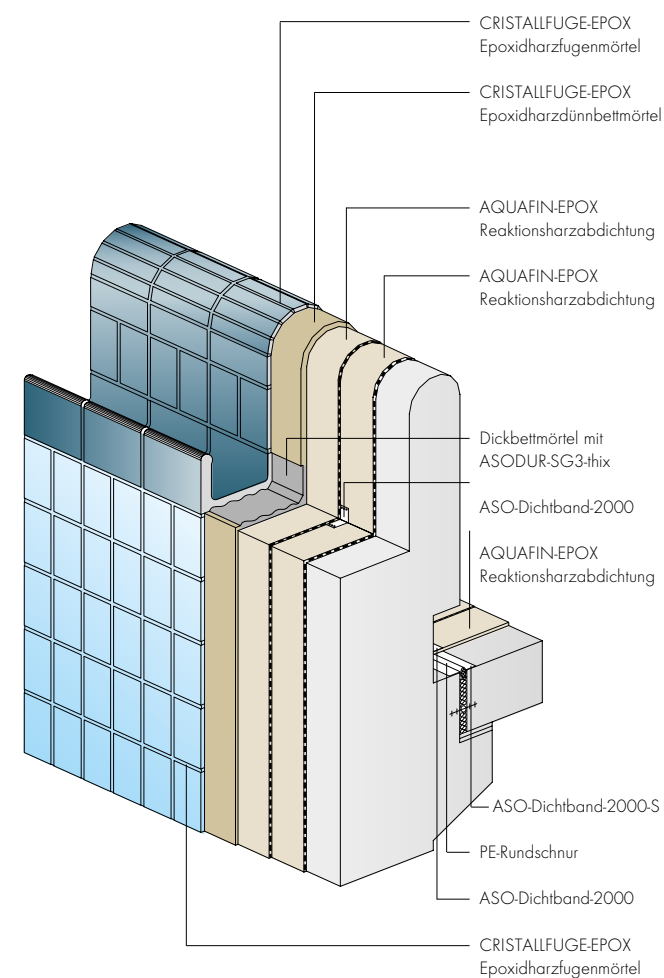 CRISTALLFUGE-EPOX
Epoxidharzfugenmörtel
CRISTALLFUGE-EPOX
Epoxidharzdünnbettmörtel
AQUAFIN-EPOX
Reaktionsharzabdichtung
AQUAFIN-EPOX
Reaktionsharzabdichtung
Dickbettmörtel mit
ASODUR-SG3-thix
ASO-Dichtband-2000
AQUAFIN-EPOX
Reaktionsharzabdichtung
ASO-Dichtband-2000-S
PE-Rundschnur
ASO-Dichtband-2000
CRISTALLFUGE-EPOX
Epoxidharzfugenmörtel